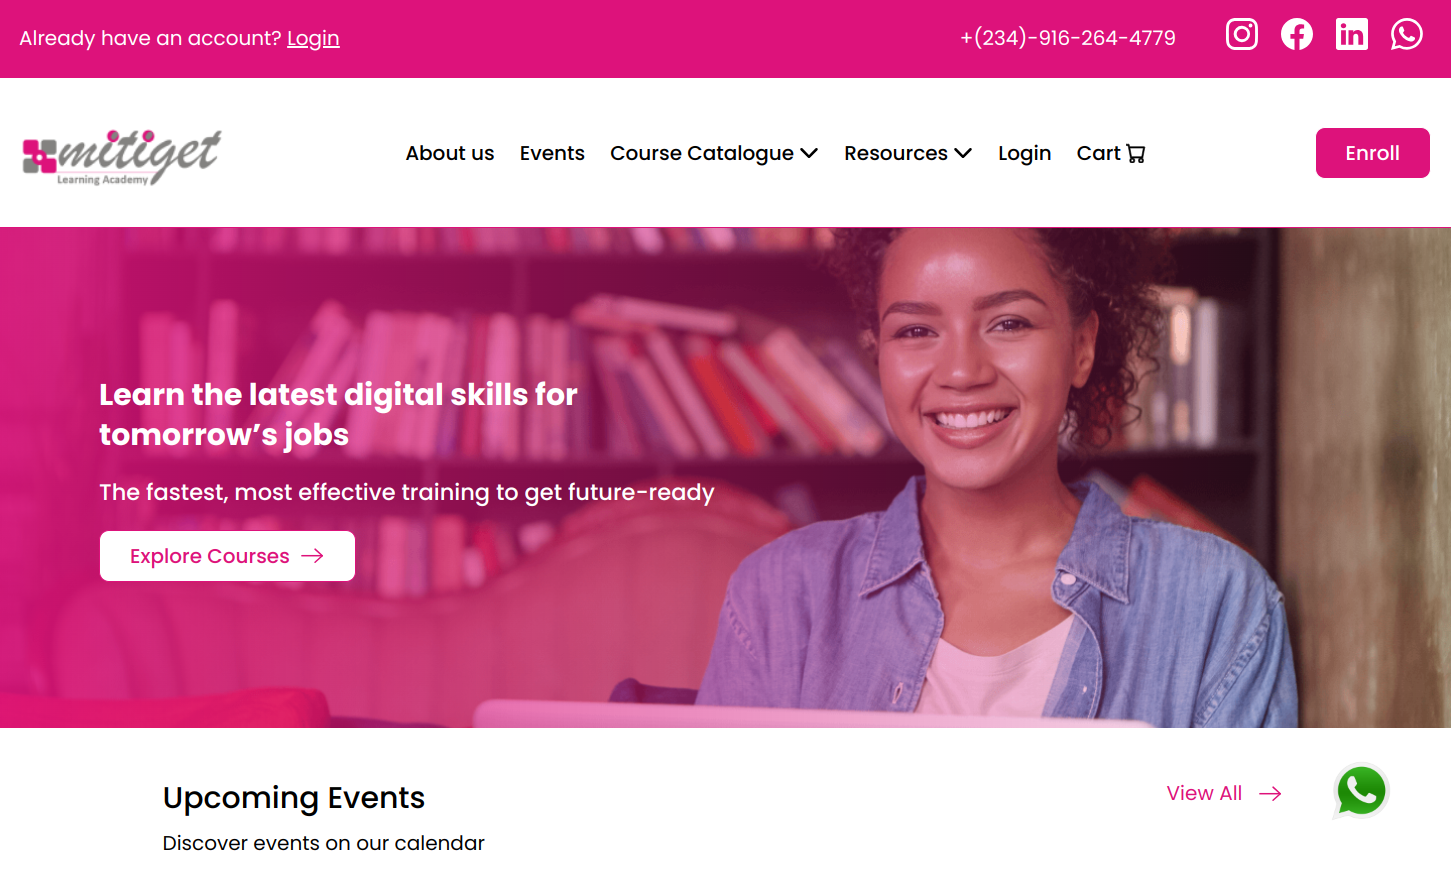 Already have an account? Login
+(234)-916-264-4779
mitiget
Learning Academy
About us
Events
Course Catalogue
Resources
Login
Cart
Enroll
Learn the latest digital skills for
tomorrow’s jobs
The fastest, most effective training to get future-ready
Explore Courses
Upcoming Events
View All
Discover events on our calendar